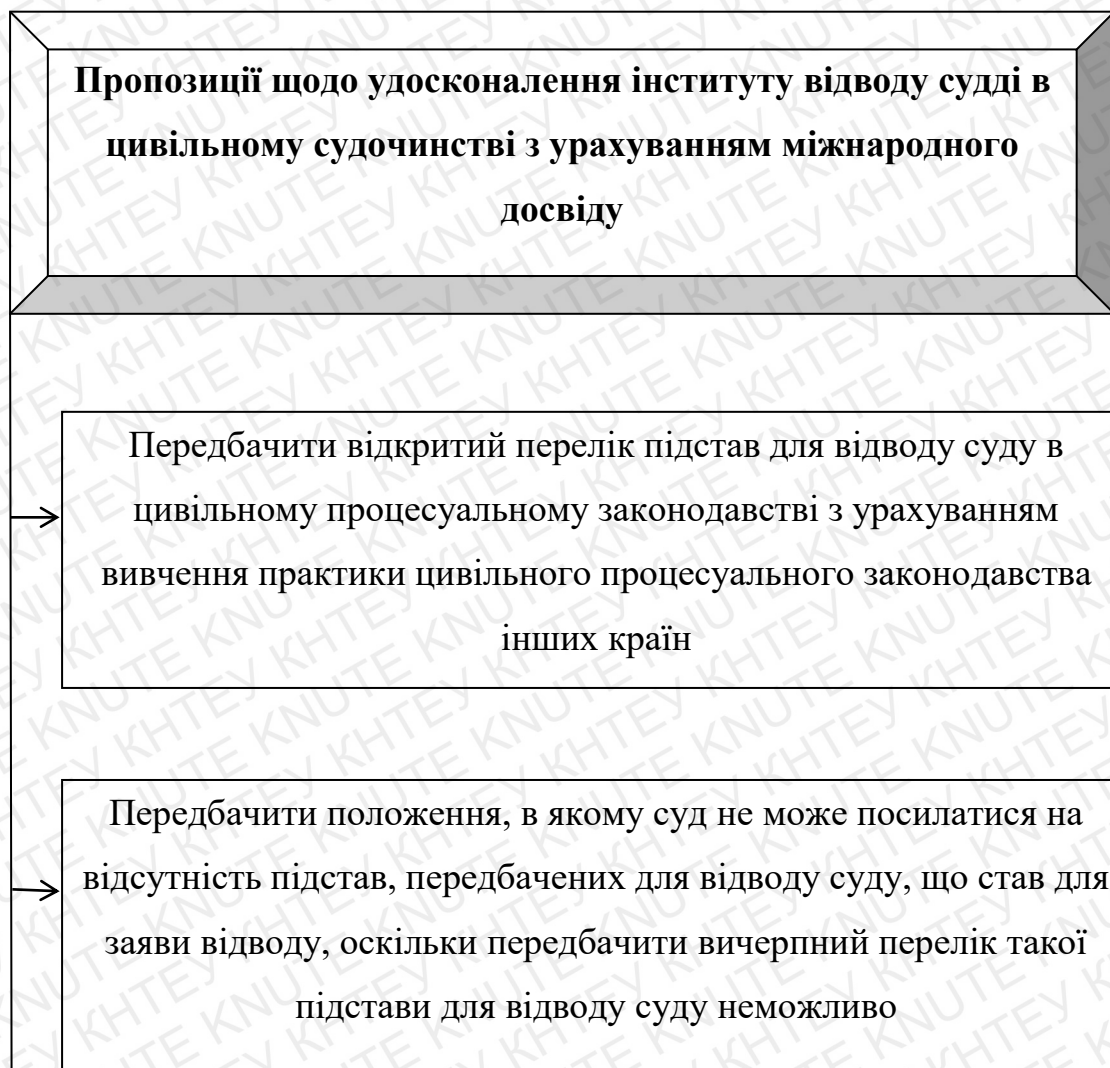 Пропозиції щодо удосконалення інституту відводу судді в
цивільному судочинстві з урахуванням міжнародного
досвіду
Передбачити відкритий перелік підстав для відводу суду в
цивільному процесуальному законодавстві з урахуванням
вивчення практики цивільного процесуального законодавства
інших країн
Передбачити положення, в якому суд не може посилатися на
відсутність підстав, передбачених для відводу суду, що став для
заяви відводу, оскільки передбачити вичерпний перелік такої
підстави для відводу суду неможливо